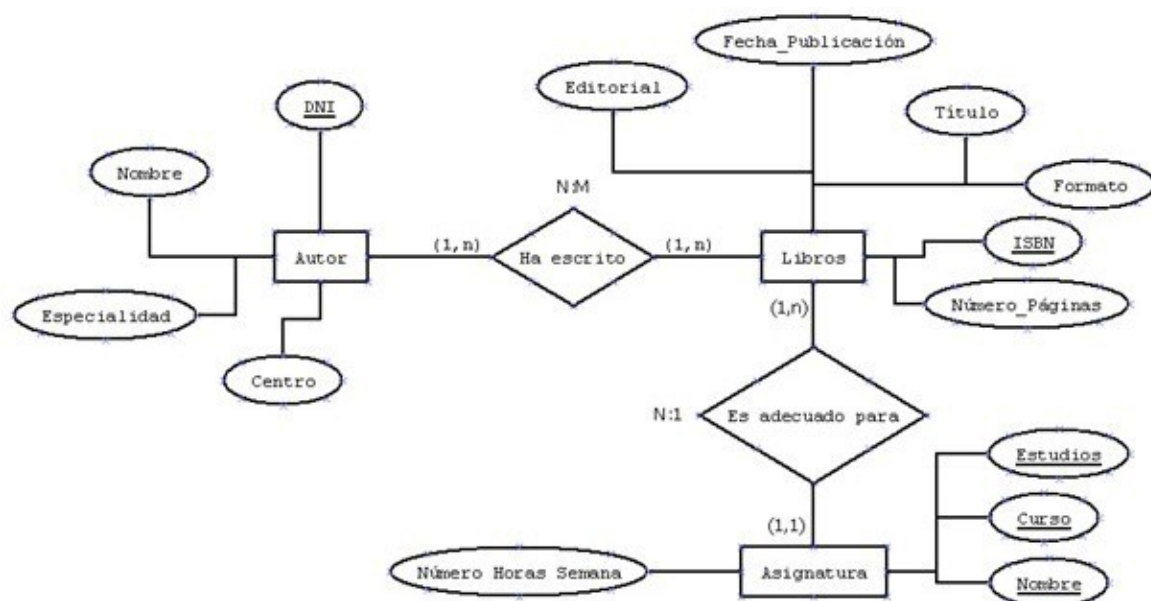 Fecha_Publicación
Editorial
DNI
Título
Nombre
Formato
N:M
ISBN
Autor
(1,n)
Ha escrito
(1,n)
Libros
Especialidad
Número_Páginas
(1,n)
Centro
N:1
Es adecuado para
Estudios
(1,1)
Curso
Número Horas Semana
Asignatura
Nombre